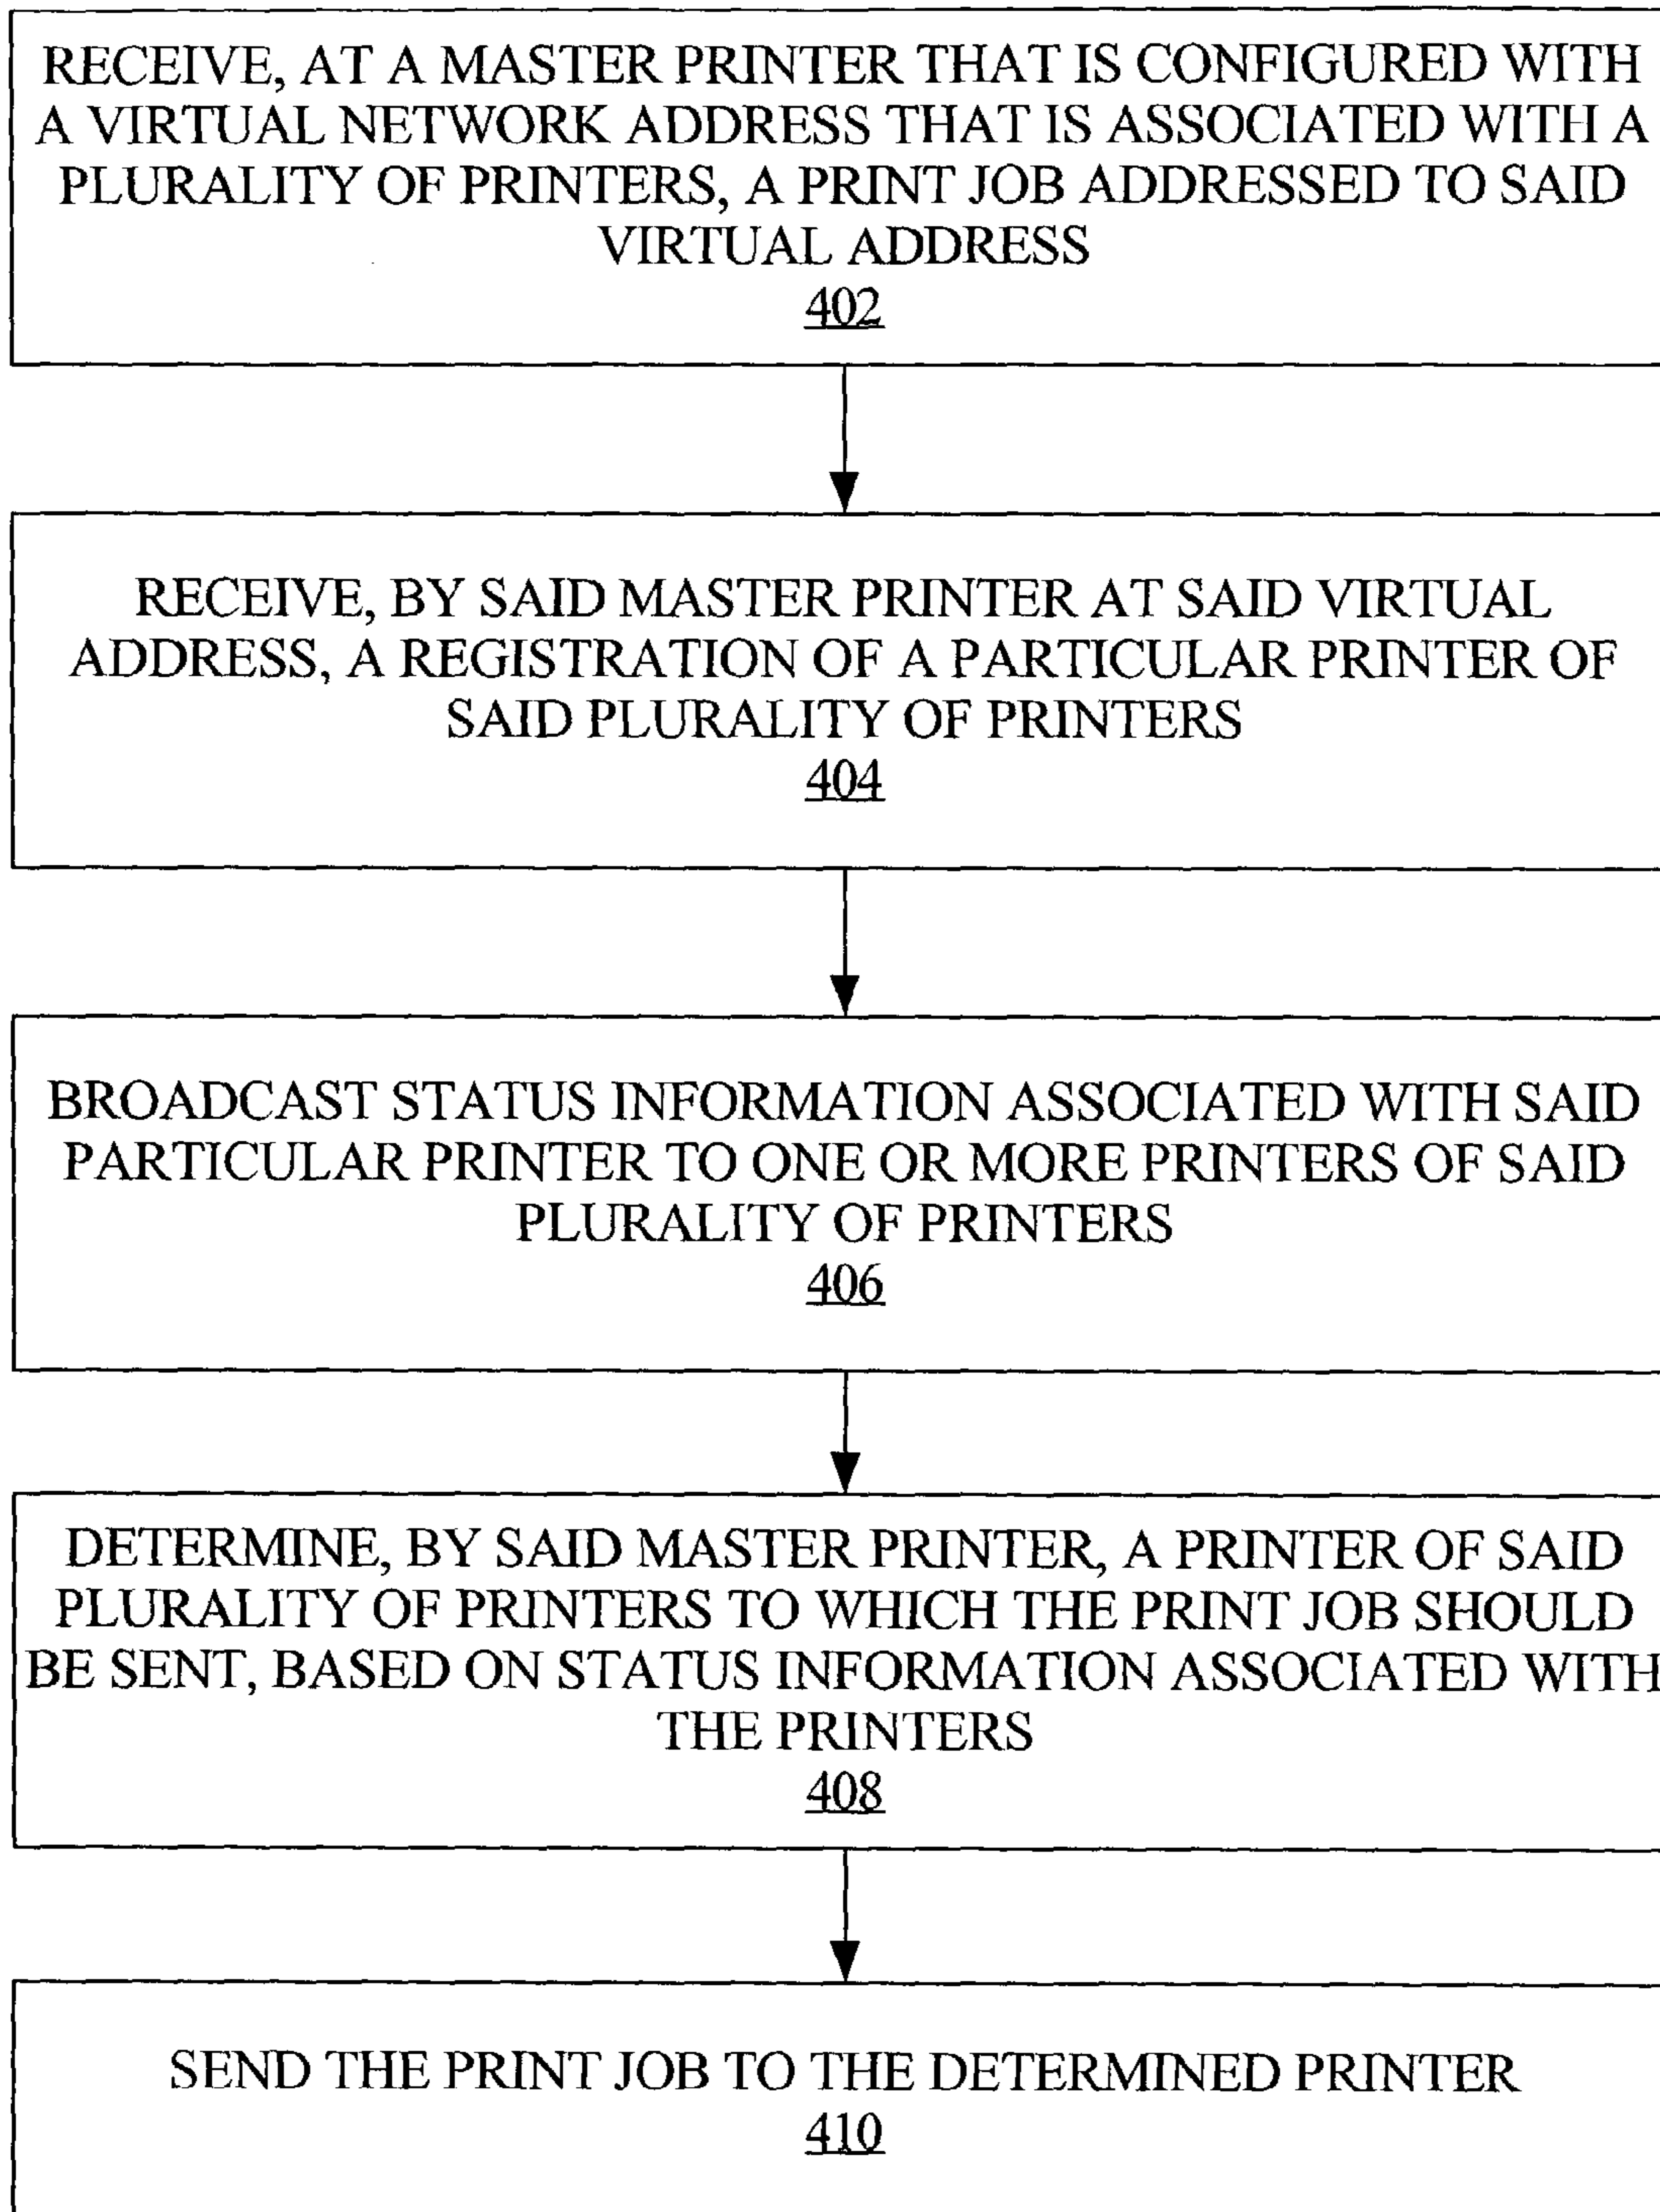 RECEIVE, AT A MASTER PRINTER THAT IS CONFIGURED WITH
A VIRTUAL NETWORK ADDRESS THAT IS ASSOCIATED WITH A
PLURALITY OF PRINTERS, A PRINT JOB ADDRESSED TO SAID
VIRTUAL ADDRESS
402
RECEIVE, BY SAID MASTER PRINTER AT SAID VIRTUAL
ADDRESS, A REGISTRATION OF A PARTICULAR PRINTER OF
SAID PLURALITY OF PRINTERS
404
BROADCAST STATUS INFORMATION ASSOCIATED WITH SAID
PARTICULAR PRINTER TO ONE OR MORE PRINTERS OF SAID
PLURALITY OF PRINTERS
406
DETERMINE, BY SAID MASTER PRINTER, A PRINTER OF SAID
PLURALITY OF PRINTERS TO WHICH THE PRINT JOB SHOULD
BE SENT, BASED ON STATUS INFORMATION ASSOCIATED WITH
THE PRINTERS
408
SEND THE PRINT JOB TO THE DETERMINED PRINTER
410